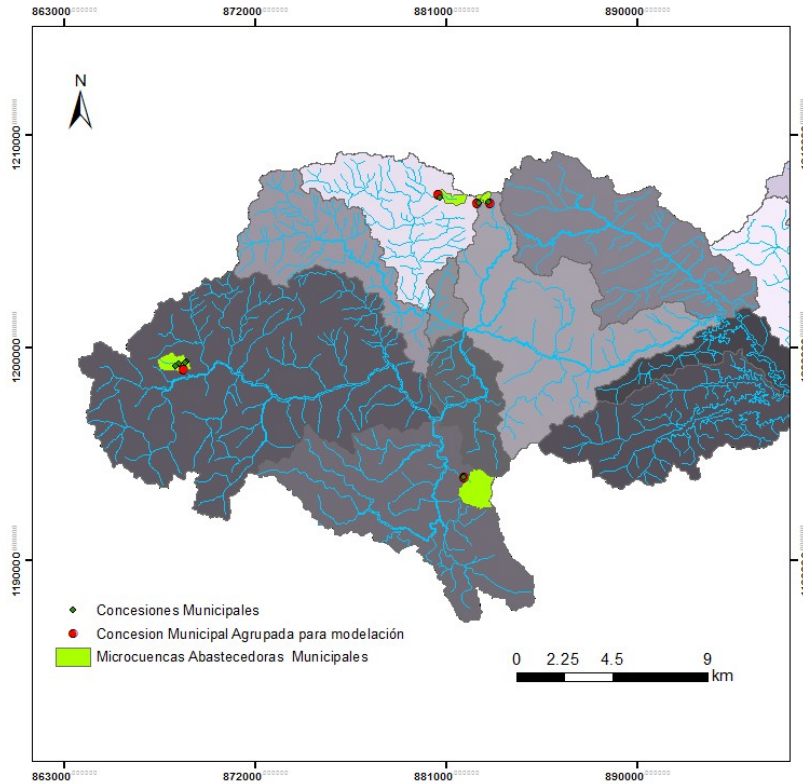 863000 872000 881000 890000
N
1210000
1200000
1190000
Concesiones Municipales
Concesion Municipal Agrupada para modelación
Microcuencas Abastecedoras Municipales
0 2.25 4.5 9
km
863000 872000 881000 890000